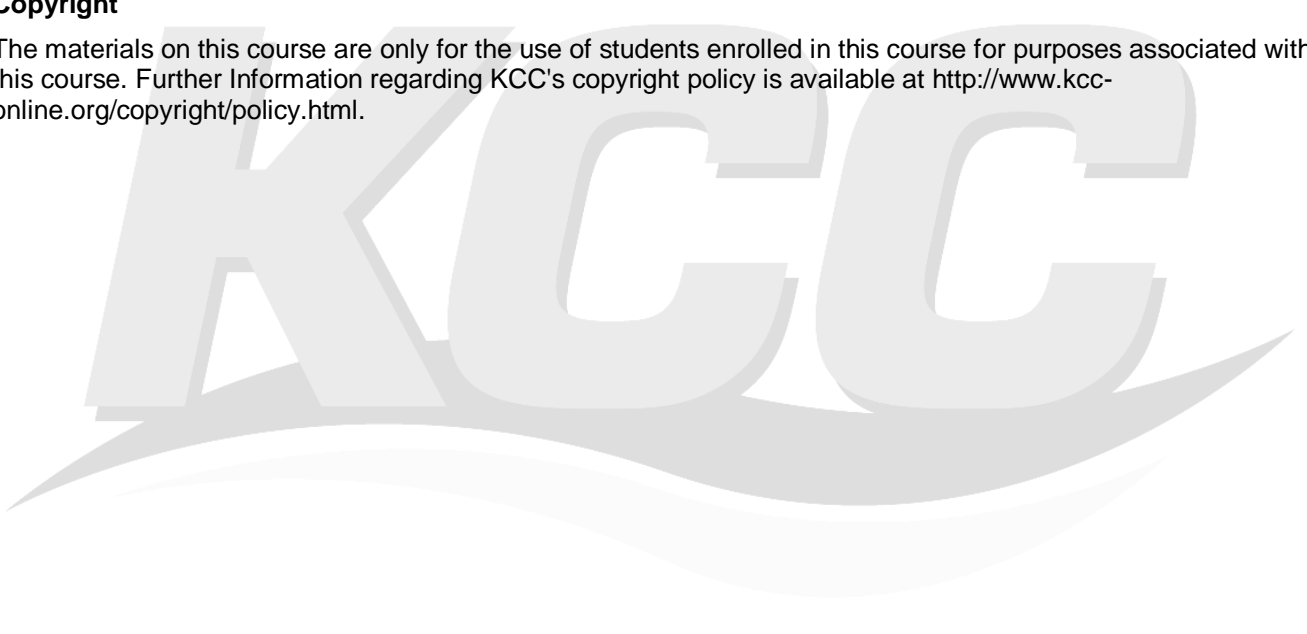 Copyright
The materials on this course are only for the use of students enrolled in this course for purposes associated with
this course. Further Information regarding KCC's copyright policy is available at http://www.kcc-
online.org/copyright/policy.html.
KCC